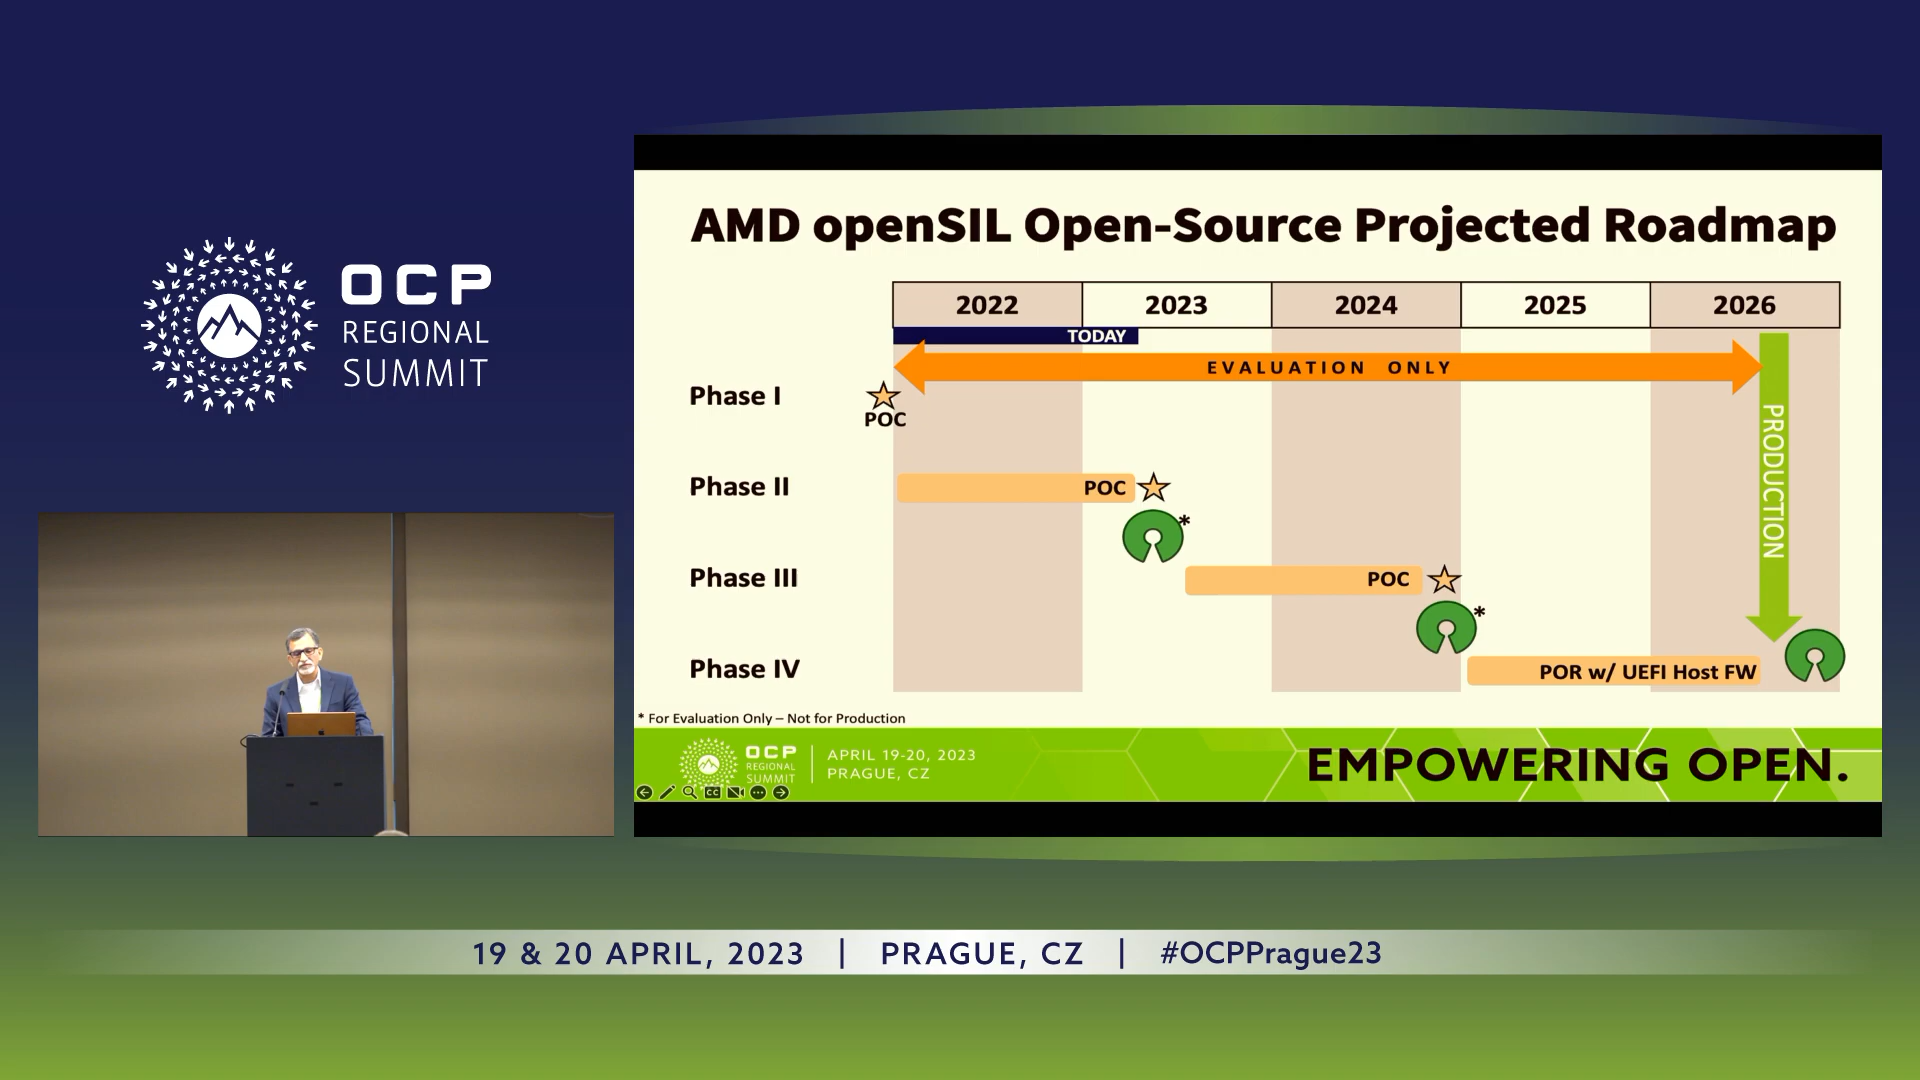 OCP
REGIONAL
SUMMIT
AMD openSIL Open-Source Projected Roadmap
2022 2023 2024 2025 2026
TODAY
EVALUATION ONLY
Phase I
POC
PRODUCTION
Phase II
POC
*
Phase III
POC
*
Phase IV
POR w/ UEFI Host FW
* For Evaluation Only – Not for Production
OCP
REGIONAL
SUMMIT
APRIL 19-20, 2023
PRAGUE, CZ
EMPOWERING OPEN.
CC
19 & 20 APRIL, 2023 | PRAGUE, CZ | #OCPPrague23